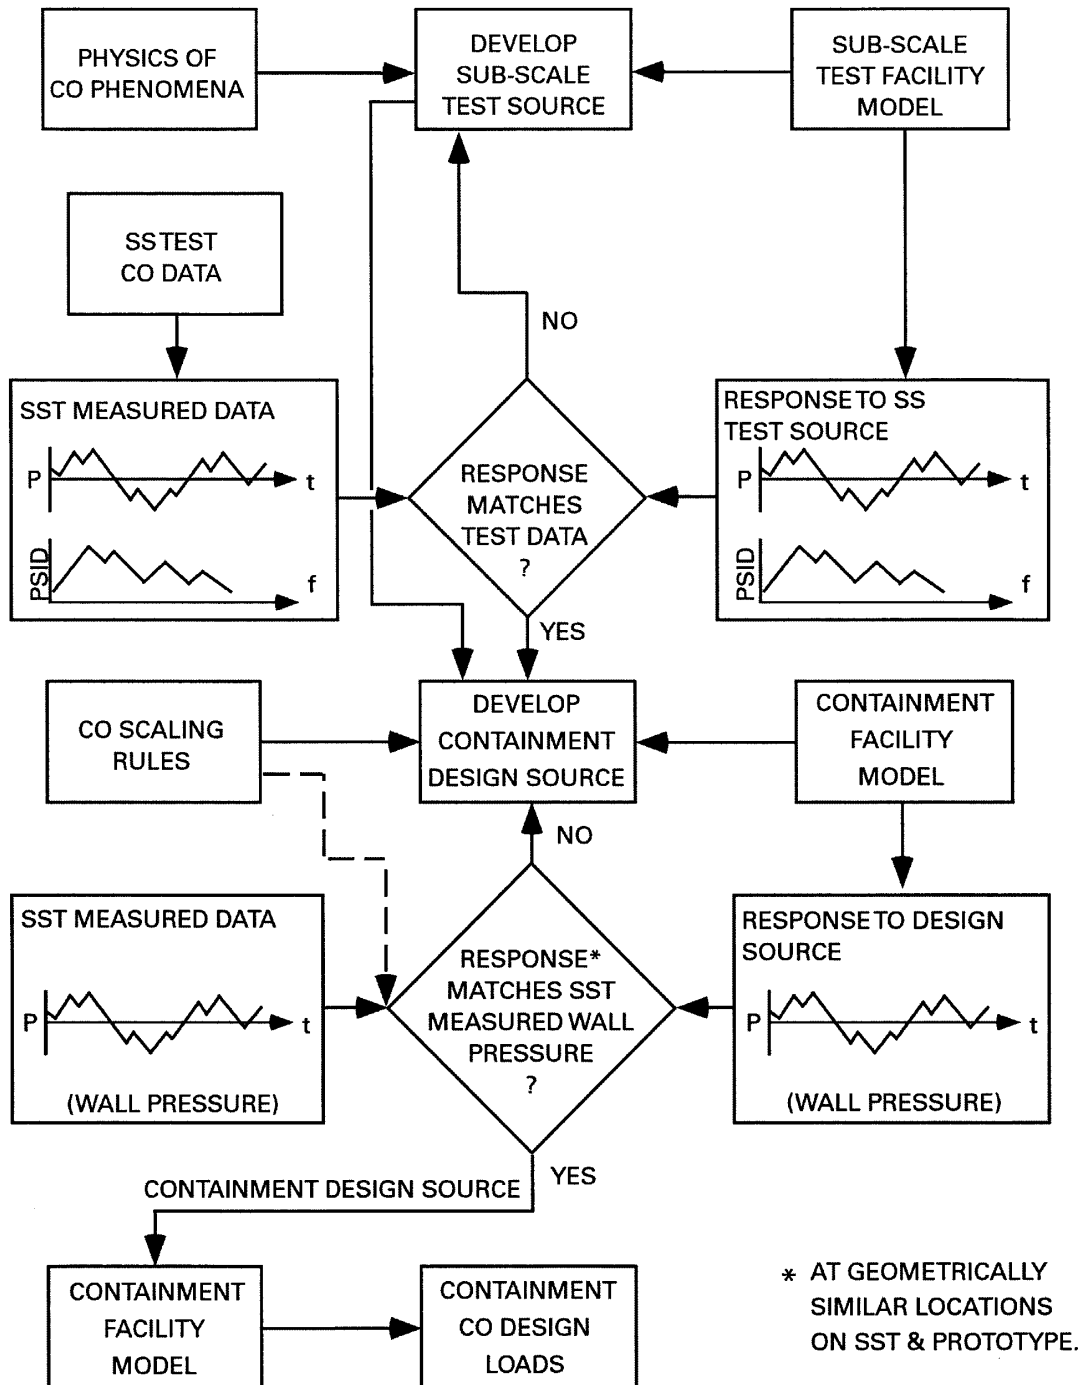 PHYSICS OF
CO PHENOMENA
DEVELOP
SUB-SCALE
TEST SOURCE
SUB-SCALE
TEST FACILITY
MODEL
SS TEST
CO DATA
NO
SST MEASURED DATA
P
t
PSID
f
RESPONSE
MATCHES
TEST DATA
?
RESPONSE TO SS
TEST SOURCE
P
t
PSID
f
YES
CO SCALING
RULES
DEVELOP
CONTAINMENT
DESIGN SOURCE
CONTAINMENT
FACILITY
MODEL
NO
SST MEASURED DATA
P
t
(WALL PRESSURE)
RESPONSE*
MATCHES SST
MEASURED WALL
PRESSURE
?
RESPONSE TO DESIGN
SOURCE
P
t
(WALL PRESSURE)
YES
CONTAINMENT DESIGN SOURCE
CONTAINMENT
FACILITY
MODEL
CONTAINMENT
CO DESIGN
LOADS
* AT GEOMETRICALLY
SIMILAR LOCATIONS
ON SST & PROTOTYPE.